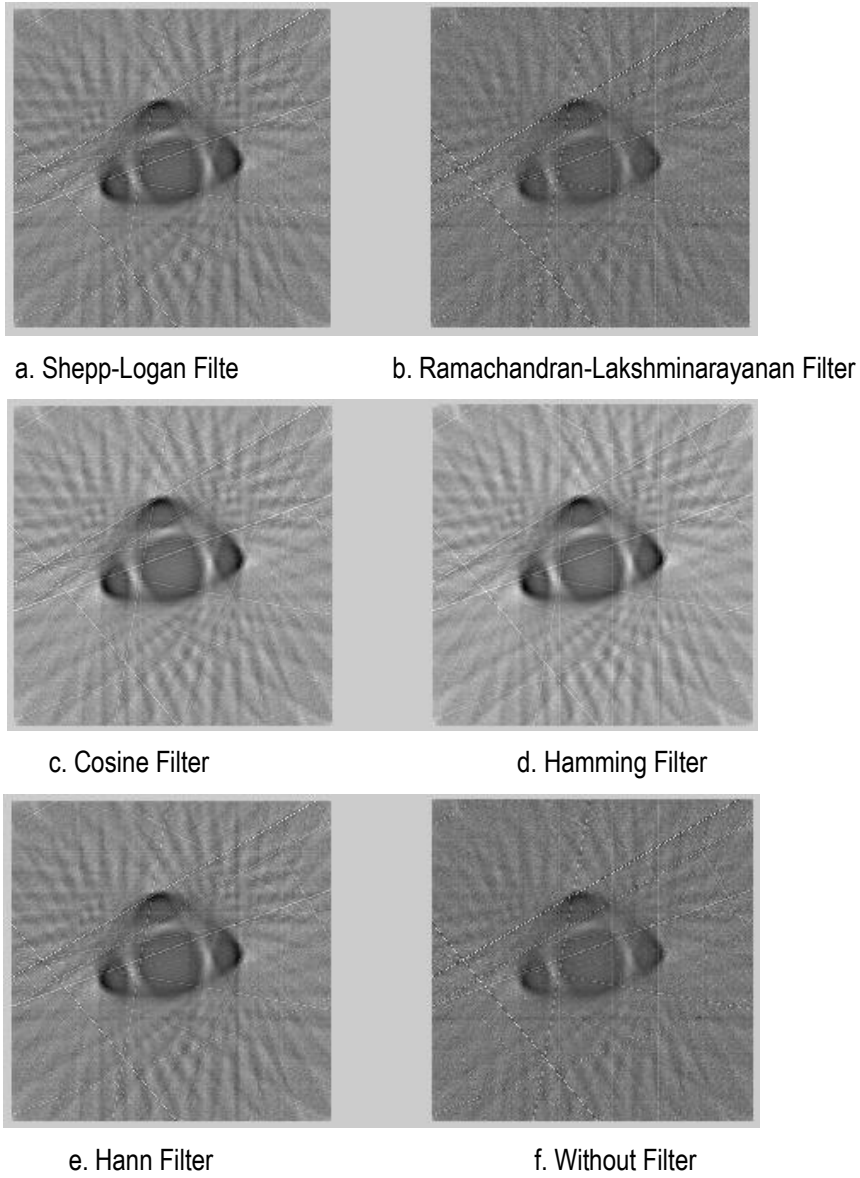 a. Shepp-Logan Filte
b. Ramachandran-Lakshminarayanan Filter
c. Cosine Filter
d. Hamming Filter
e. Hann Filter
f. Without Filter